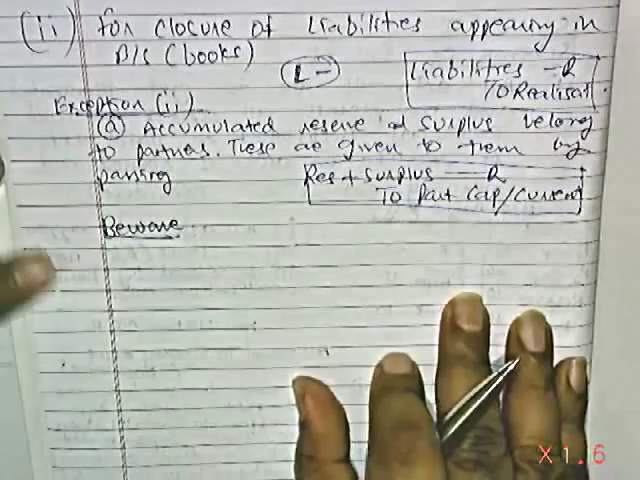 (ii) for closure of Liabilities appearing in
B/S (books)
L-
Liabilities - Dr
To Realisat.
Exception (ii)
(a) Accumulated reserve & surplus belong
to partners. These are given to them by
passing
Res + Surplus - Dr
To Part Cap/Current
Beware
X1.6